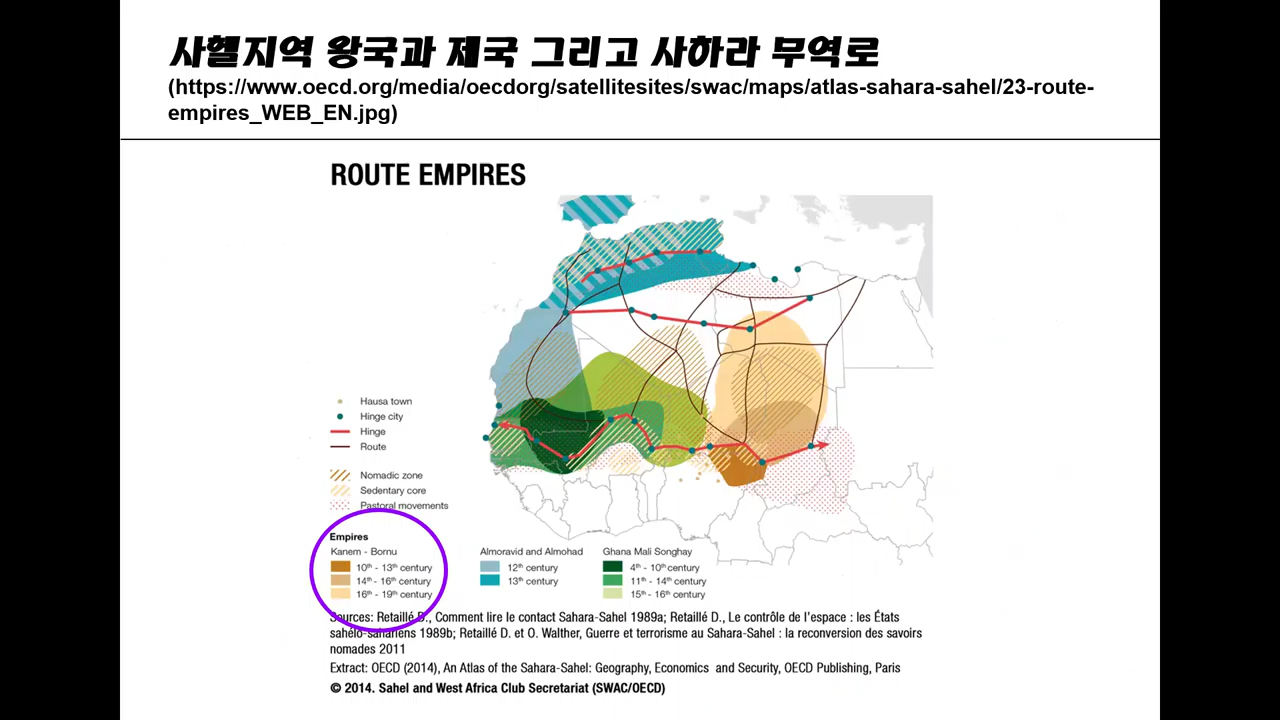 사헬지역 왕국과 제국 그리고 사하라 무역로
(https://www.oecd.org/media/oecdorg/satellitesites/swac/maps/atlas-sahara-sahel/23-route-
empires_WEB_EN.jpg)
ROUTE EMPIRES
Hausa town
Hinge city
Hinge
Route
Nomadic zone
Sedentary core
Pastoral movements
Empires
Kanem - Bornu
10th - 13th century
14th - 16th century
16th - 19th century
Almoravid and Almohad
12th century
13th century
Ghana Mali Songhay
4th - 10th century
11th - 14th century
15th - 16th century
Sources: Retaillé D., Comment lire le contact Sahara-Sahel 1989a; Retaillé D., Le contrôle de l'espace : les États
sahélo-sahariens 1989b; Retaillé D. et O. Walther, Guerre et terrorisme au Sahara-Sahel : la reconversion des savoirs
nomades 2011
Extract: OECD (2014), An Atlas of the Sahara-Sahel: Geography, Economics and Security, OECD Publishing, Paris
© 2014. Sahel and West Africa Club Secretariat (SWAC/OECD)